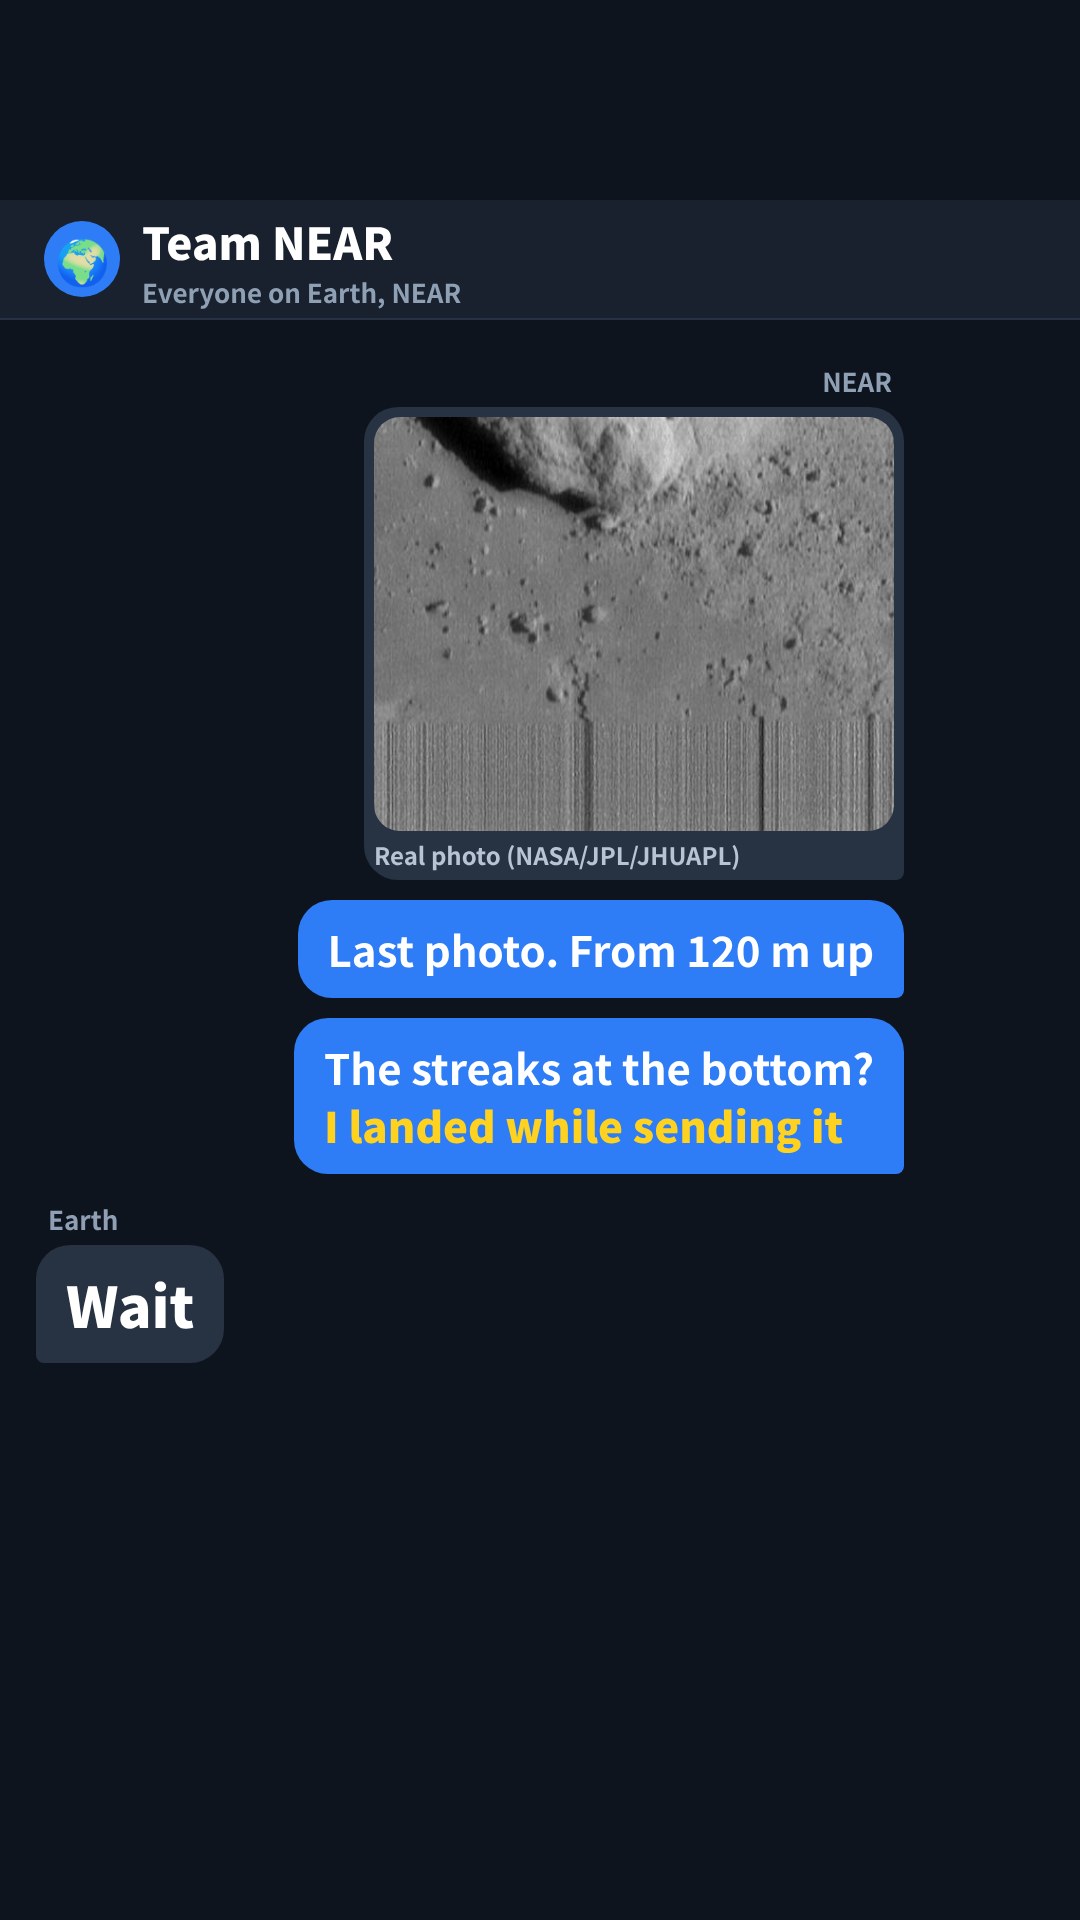 Team NEAR
Everyone on Earth, NEAR
NEAR
Real photo (NASA/JPL/JHUAPL)
Last photo. From 120 m up
The streaks at the bottom?
I landed while sending it
Earth
Wait